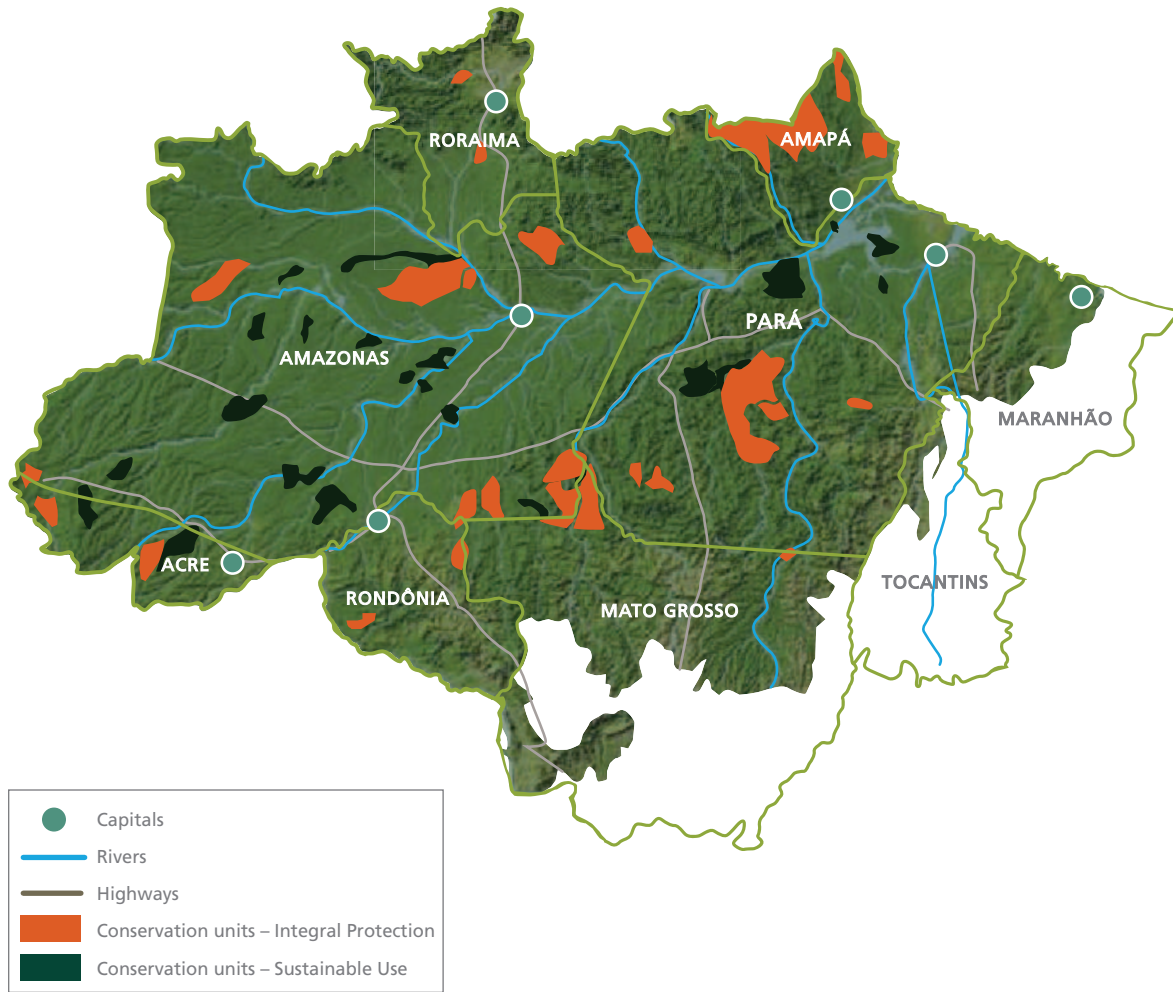 RORAIMA
AMAPÁ
PARÁ
AMAZONAS
MARANHÃO
ACRE
TOCANTINS
RONDÔNIA
MATO GROSSO
Capitals
Rivers
Highways
Conservation units – Integral Protection
Conservation units – Sustainable Use